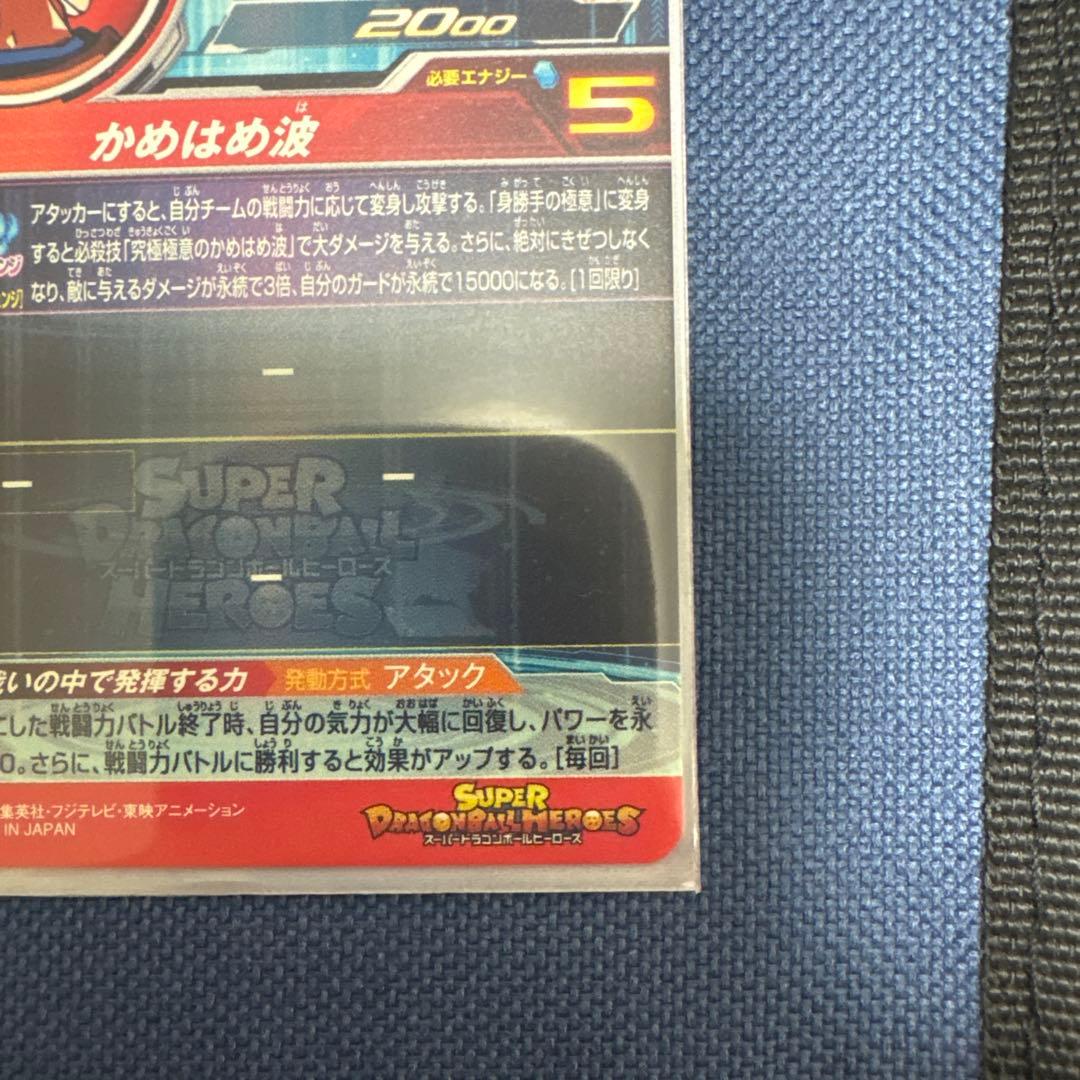 2000
必要エナジー 5
かめはめ波
アタッカーにすると、自分チームの戦闘力に応じて変身し攻撃する。「身勝手の極意」に変身
すると必殺技「究極極意のかめはめ波」で大ダメージを与える。さらに、絶対にきぜつしなく
なり、敵に与えるダメージが永続で3倍、自分のガードが永続で15000になる。[1回限り]
ンジ
ンジ]
SUPER
DRAGONBALL
スーパードラゴンボールヒーローズ
HEROES
戦いの中で発揮する力 発動方式 アタック
にした戦闘力バトル終了時、自分の気力が大幅に回復し、パワーを永
0。さらに、戦闘力バトルに勝利すると効果がアップする。[毎回]
集英社・フジテレビ・東映アニメーション
IN JAPAN
SUPER
DRAGONBALL HEROES
スーパードラゴンボールヒーローズ